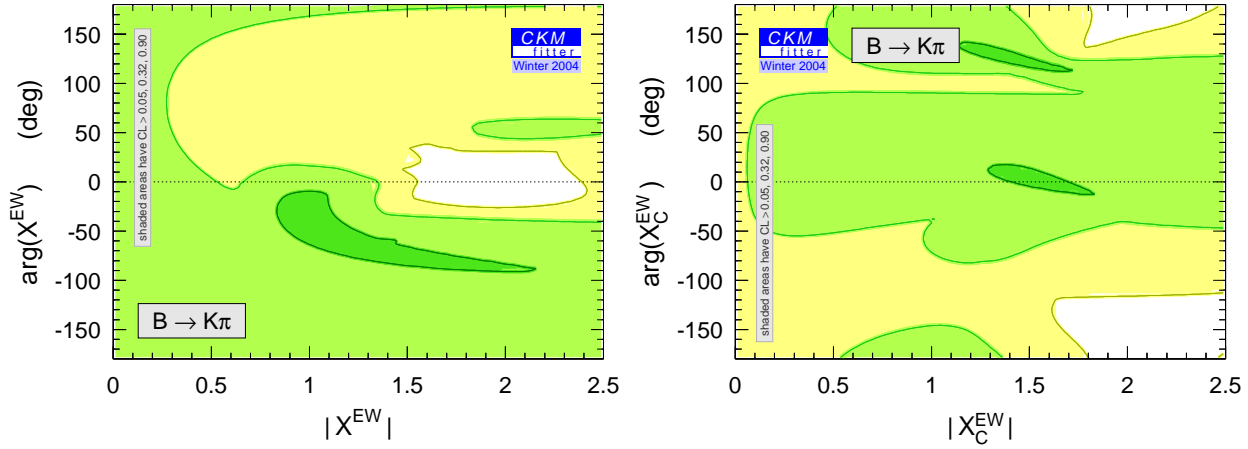 150
100
50
0
-50
-100
-150
arg(X^EW) (deg)
shaded areas have CL > 0.05, 0.32, 0.90
CKM
fitter
Winter 2004
B → Kπ
0 0.5 1 1.5 2 2.5
|X^EW|
150
100
50
0
-50
-100
-150
arg(X_C^EW) (deg)
shaded areas have CL > 0.05, 0.32, 0.90
CKM
fitter
Winter 2004
B → Kπ
0 0.5 1 1.5 2 2.5
|X_C^EW|